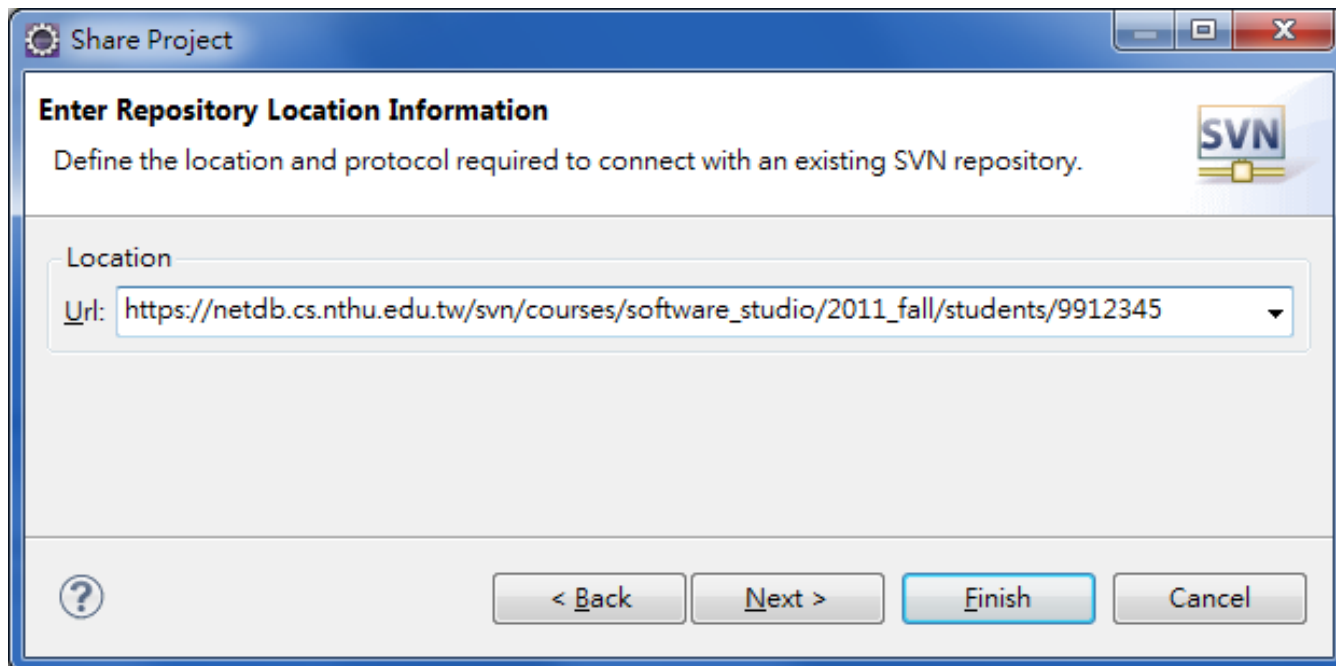 Share Project
Enter Repository Location Information
Define the location and protocol required to connect with an existing SVN repository.
SVN
Location
Url: https://netdb.cs.nthu.edu.tw/svn/courses/software_studio/2011_fall/students/9912345
?
< Back Next > Finish Cancel